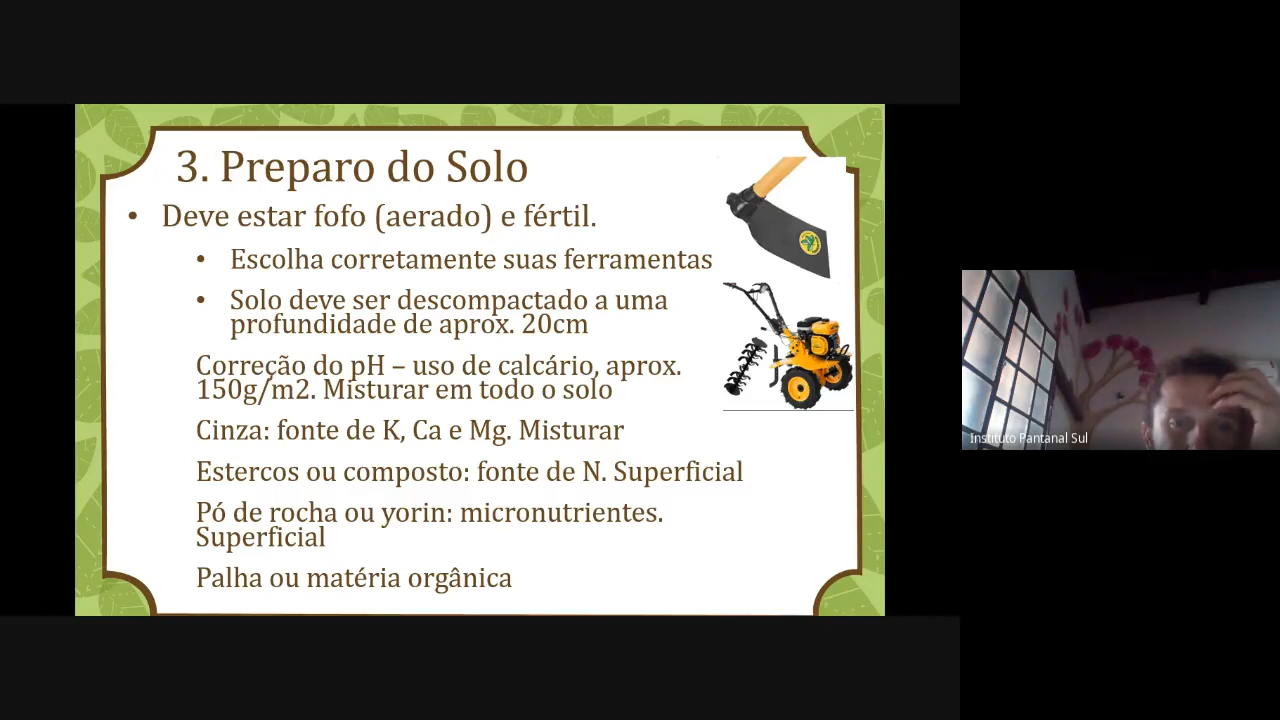 3. Preparo do Solo
• Deve estar fofo (aerado) e fértil.
• Escolha corretamente suas ferramentas
• Solo deve ser descompactado a uma
profundidade de aprox. 20cm
Correção do pH – uso de calcário, aprox.
150g/m2. Misturar em todo o solo
Cinza: fonte de K, Ca e Mg. Misturar
Estercos ou composto: fonte de N. Superficial
Pó de rocha ou yorin: micronutrientes.
Superficial
Palha ou matéria orgânica
Instituto Pantanal Sul